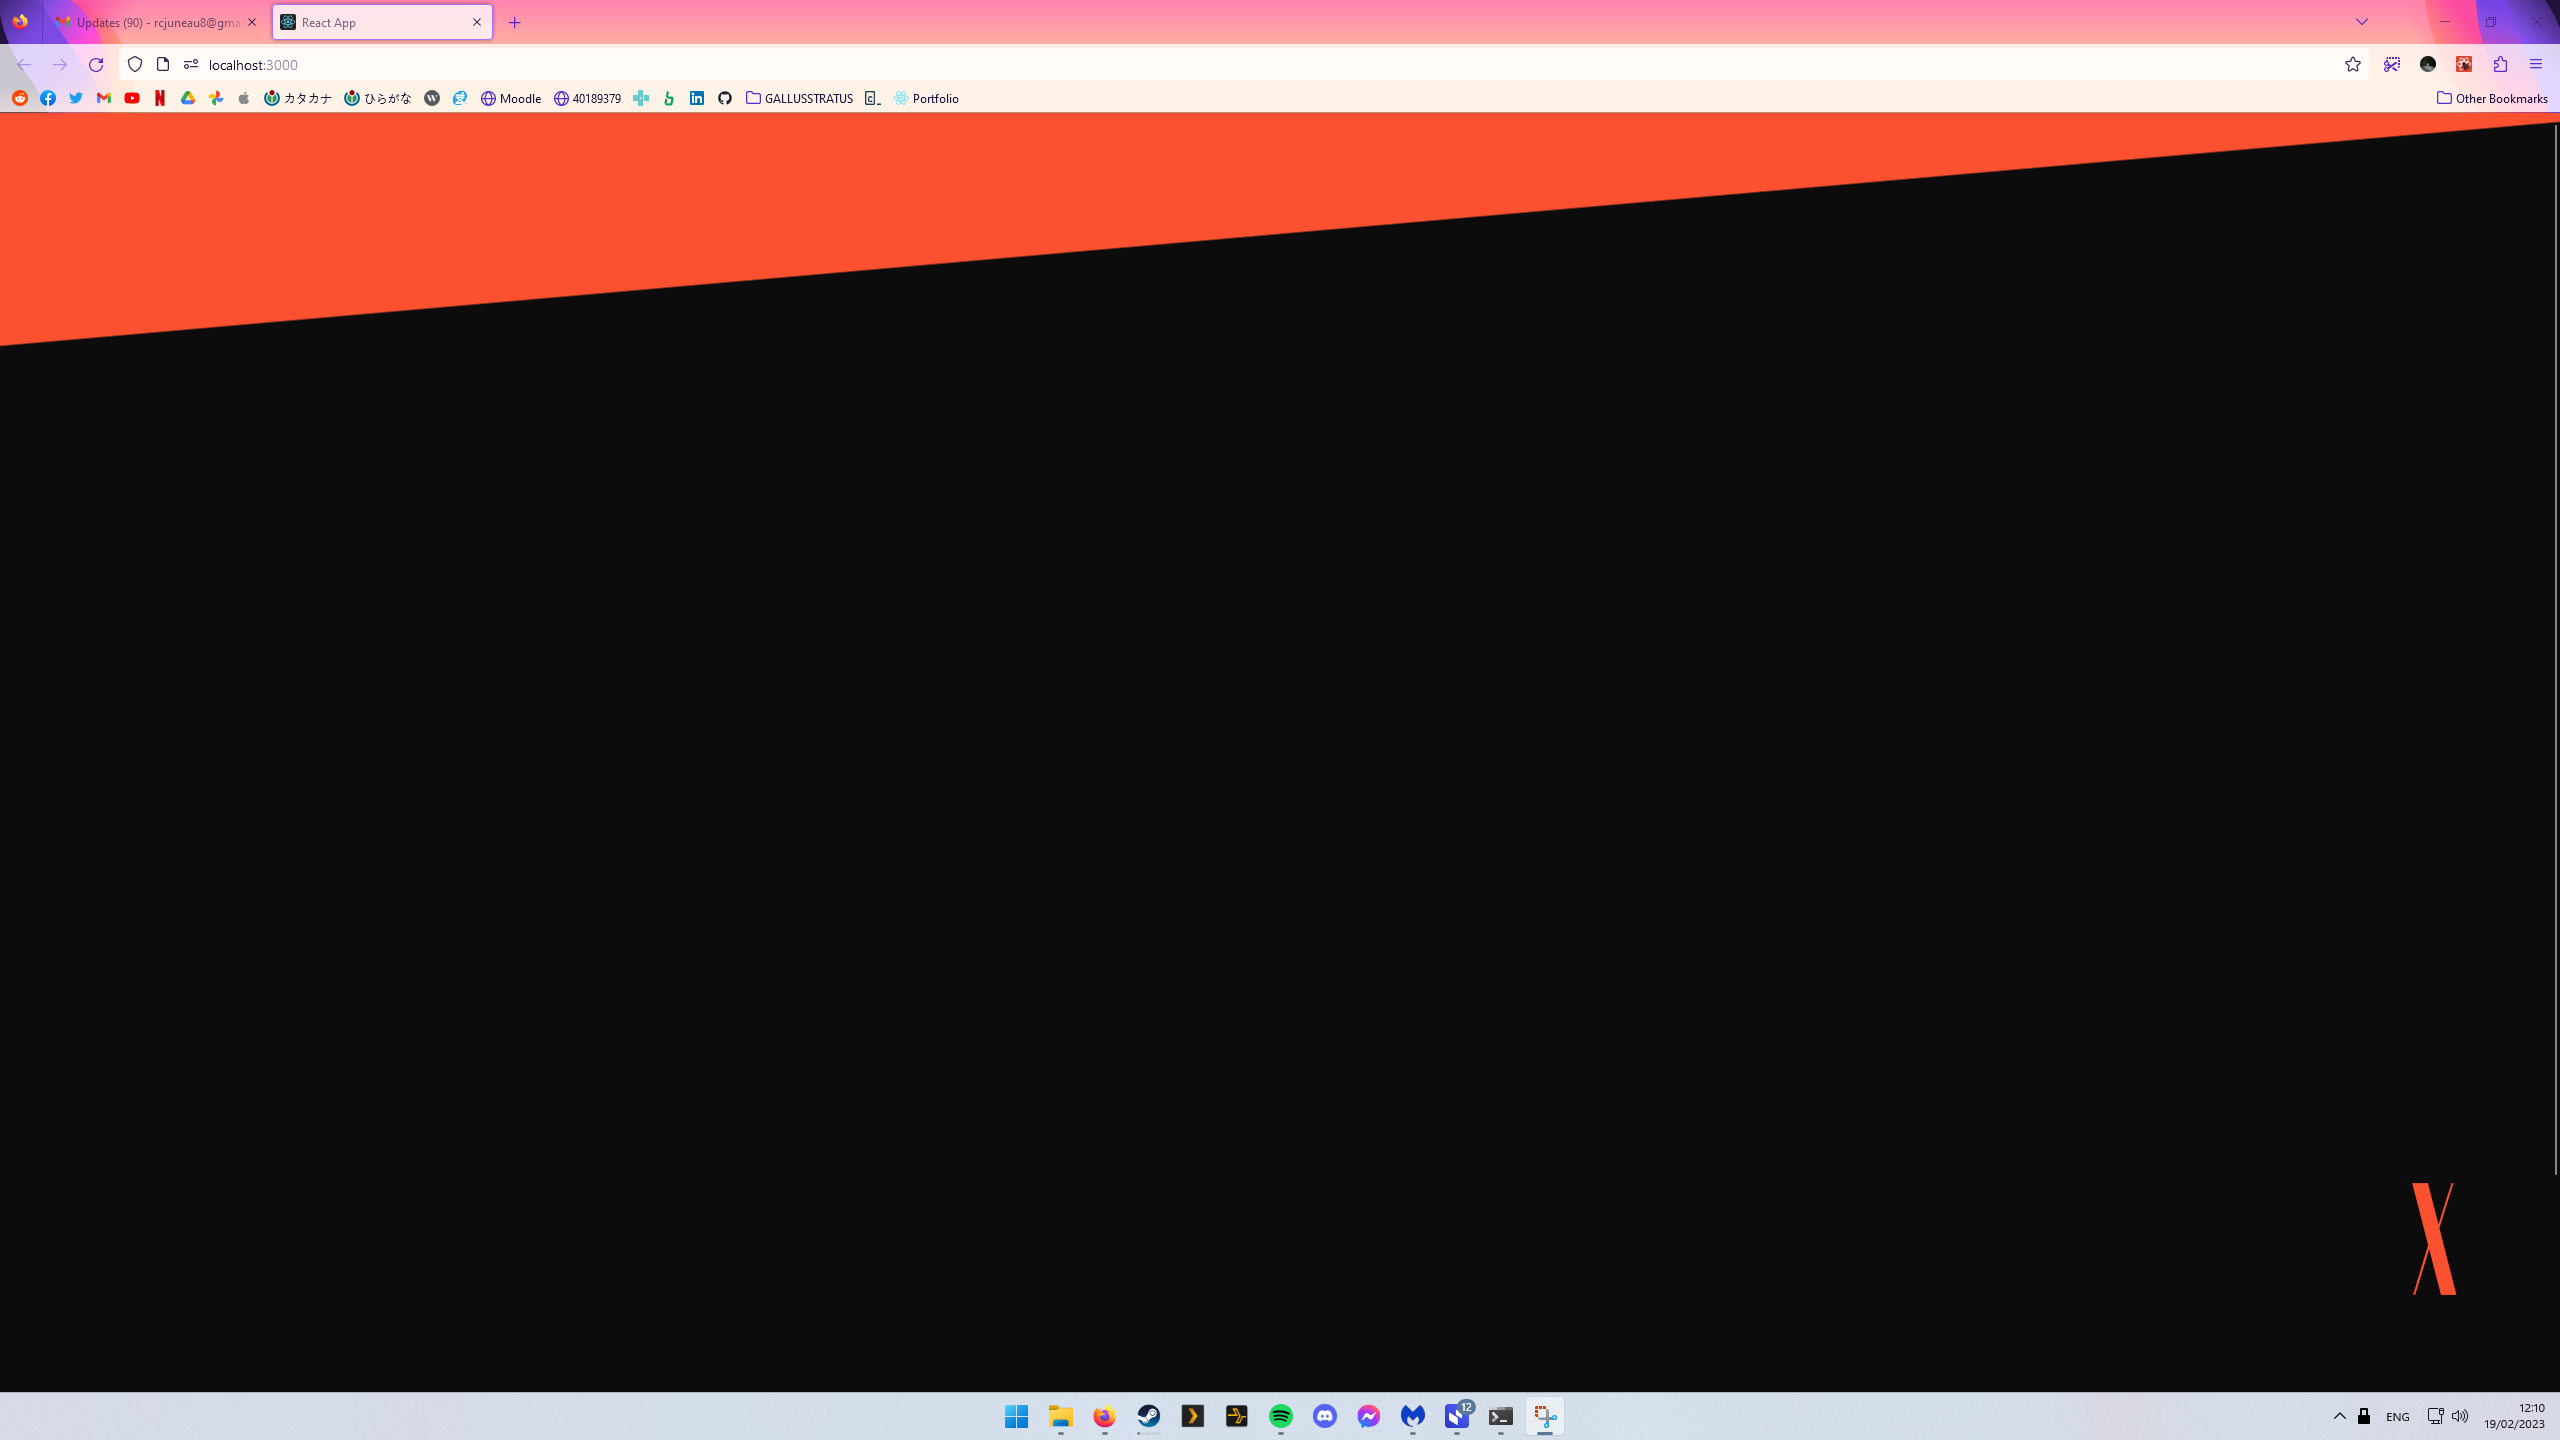 Updates (90) - rcjuneau8@gma
React App
localhost:3000
カタカナ
ひらがな
Moodle
40189379
GALLUSSTRATUS
Portfolio
Other Bookmarks
X
12
ENG
12:10
19/02/2023